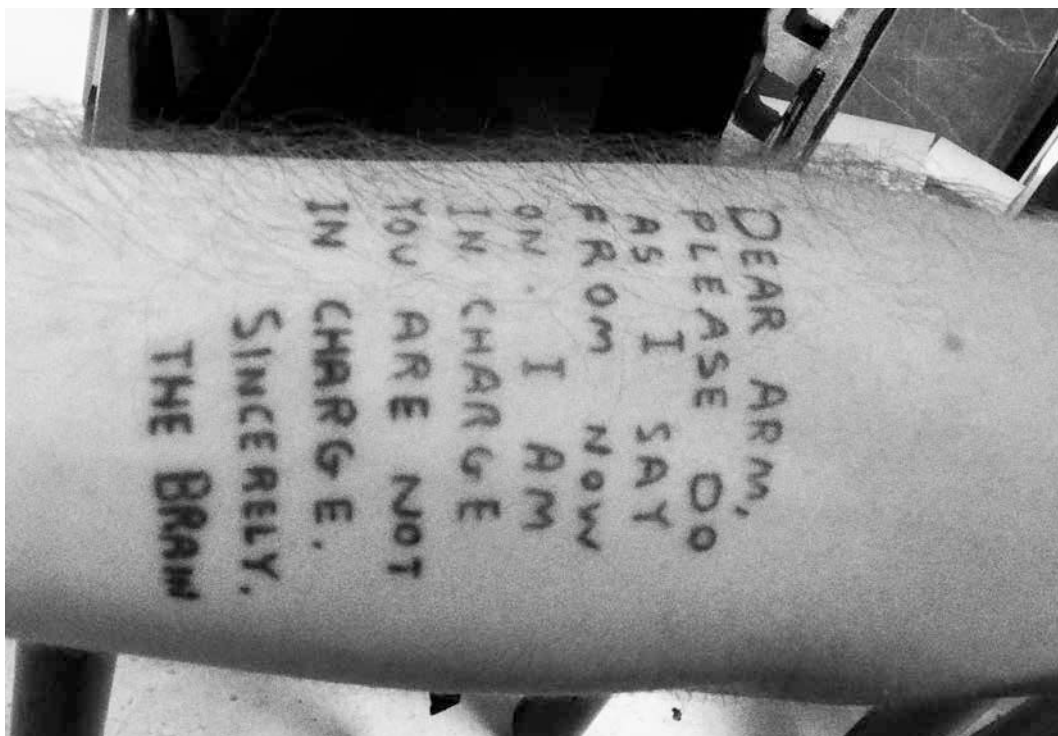 DEAR ARM,
PLEASE DO
AS I SAY
FROM NOW
ON. I AM
IN CHARGE
YOU ARE NOT
IN CHARGE.
SINCERELY.
THE BRAIN